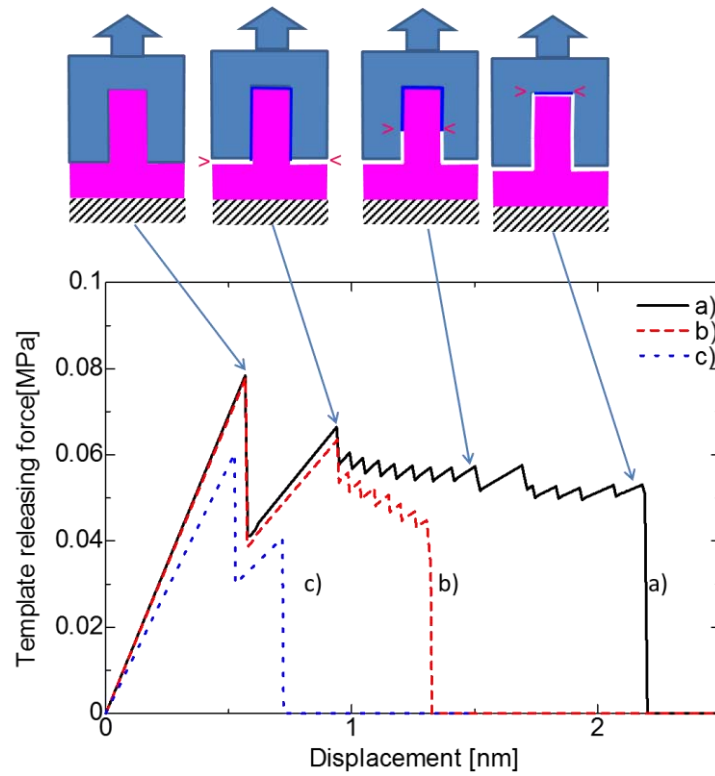 > <
> <
> <
0.1
0.08
0.06
0.04
0.02
0
Template releasing force[MPa]
a)
b)
c)
c)
b)
a)
0
1
2
Displacement [nm]